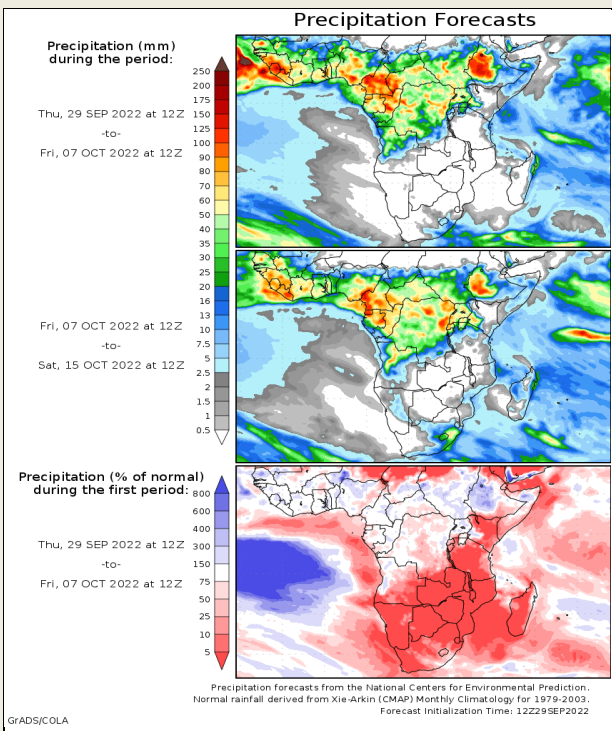 Precipitation Forecasts
Precipitation (mm)
during the period:
Thu, 29 SEP 2022 at 12Z
-to-
Fri, 07 OCT 2022 at 12Z
250
200
175
150
125
100
90
80
70
60
50
40
35
30
25
20
16
13
10
7.5
5
2.5
2
1.5
1
0.5
Fri, 07 OCT 2022 at 12Z
-to-
Sat, 15 OCT 2022 at 12Z
Precipitation (% of normal)
during the first period:
Thu, 29 SEP 2022 at 12Z
-to-
Fri, 07 OCT 2022 at 12Z
800
600
400
300
150
75
50
25
10
5
Precipitation forecasts from the National Centers for Environmental Prediction.
Normal rainfall derived from Xie-Arkin (CMAP) Monthly Climatology for 1979-2003.
Forecast Initialization Time: 12Z29SEP2022
GrADS/COLA